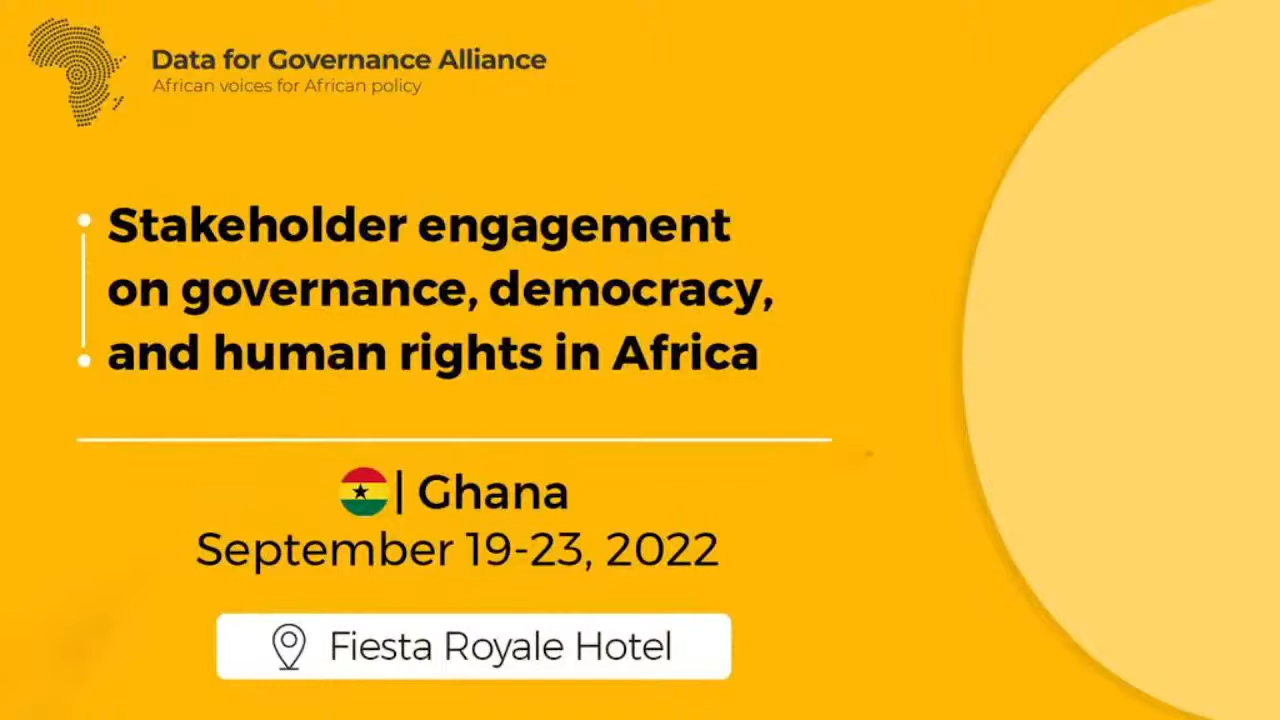 Data for Governance Alliance
African voices for African policy
Stakeholder engagement
on governance, democracy,
and human rights in Africa
| Ghana
September 19-23, 2022
Fiesta Royale Hotel